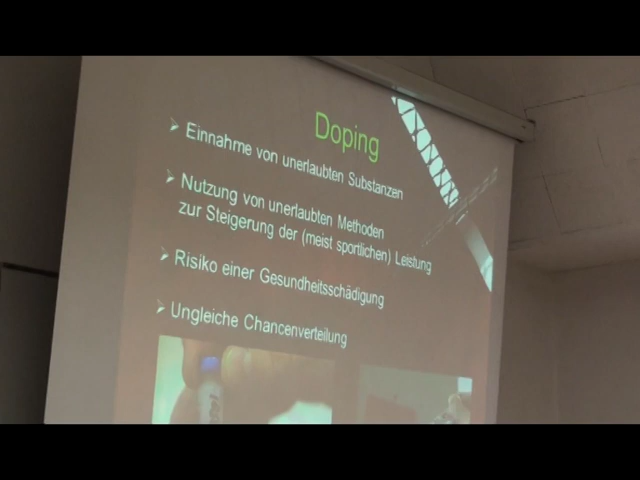 Doping
➢ Einnahme von unerlaubten Substanzen
➢ Nutzung von unerlaubten Methoden
zur Steigerung der (meist sportlichen) Leistung
➢ Risiko einer Gesundheitsschädigung
➢ Ungleiche Chancenverteilung